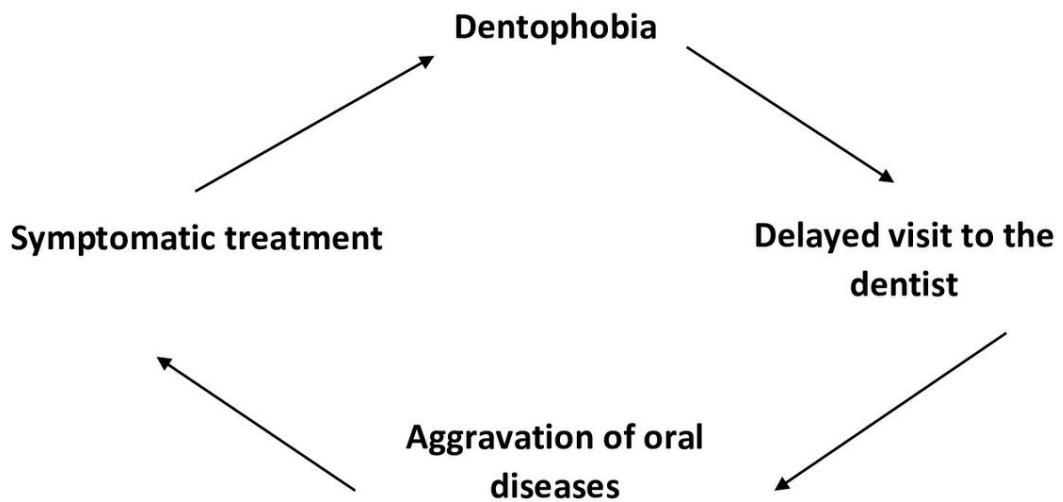 Dentophobia
Symptomatic treatment
Delayed visit to the
dentist
Aggravation of oral
diseases